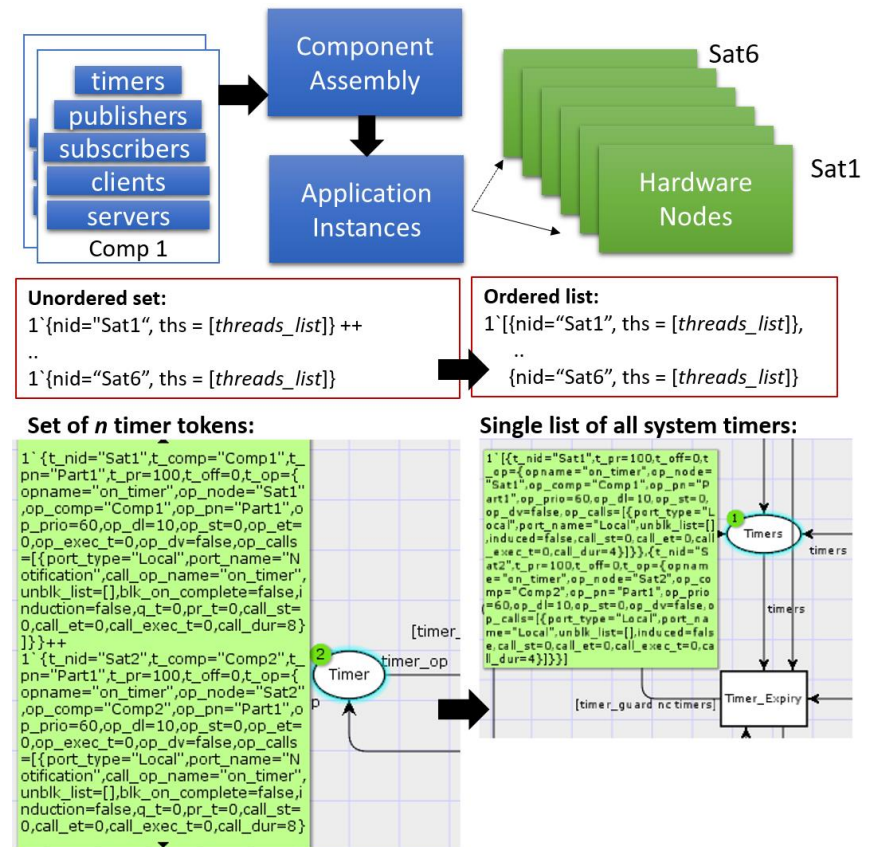 timers
publishers
subscribers
clients
servers
Comp 1
Component
Assembly
Application
Instances
Sat6
Sat1
Hardware
Nodes
Unordered set:
1`{nid="Sat1“, ths = [threads_list]} ++
..
1`{nid=“Sat6”, ths = [threads_list]}
Ordered list:
1`[{nid=“Sat1”, ths = [threads_list]},
..
{nid=“Sat6”, ths = [threads_list]}]
Set of n timer tokens:
1`{t_nid="Sat1",t_comp="Comp1",t_
pn="Part1",t_pr=100,t_off=0,t_op={
opname="on_timer",op_node="Sat1"
,op_comp="Comp1",op_pn="Part1",o
p_prio=60,op_dl=10,op_st=0,op_et=
0,op_exec_t=0,op_dv=false,op_calls
=[{port_type="Local",port_name="N
otification",call_op_name="on_timer",
unblk_list=[],blk_on_complete=false,i
nduction=false,q_t=0,pr_t=0,call_st=
0,call_et=0,call_exec_t=0,call_dur=8}
]}}++
1`{t_nid="Sat2",t_comp="Comp2",t_
pn="Part1",t_pr=100,t_off=0,t_op={
opname="on_timer",op_node="Sat2"
,op_comp="Comp2",op_pn="Part1",o
p_prio=60,op_dl=10,op_st=0,op_et=
0,op_exec_t=0,op_dv=false,op_calls
=[{port_type="Local",port_name="N
otification",call_op_name="on_timer",
unblk_list=[],blk_on_complete=false,i
nduction=false,q_t=0,pr_t=0,call_st=
0,call_et=0,call_exec_t=0,call_dur=8}
2
Timer
[timer_
timer_op
p
Single list of all system timers:
1`[{t_nid="Sat1",t_pr=100,t_off=0,t
_op={opname="on_timer",op_node=
"Sat1",op_comp="Comp1",op_pn="P
art1",op_prio=60,op_dl=10,op_st=0,
op_dv=false,op_calls=[{port_type="L
ocal",port_name="Local",unblk_list=[]
,induced=false,call_st=0,call_et=0,call
_exec_t=0,call_dur=4}]}},{t_nid="S
at2",t_pr=100,t_off=0,t_op={opnam
e="on_timer",op_node="Sat2",op_co
mp="Comp2",op_pn="Part1",op_prio
=60,op_dl=10,op_st=0,op_dv=false,o
p_calls=[{port_type="Local",port_na
me="Local",unblk_list=[],induced=fals
e,call_st=0,call_et=0,call_exec_t=0,c
all_dur=4}]}}]
1
Timers
timers
timers
Timer_Expiry
[timer_guard nc timers]